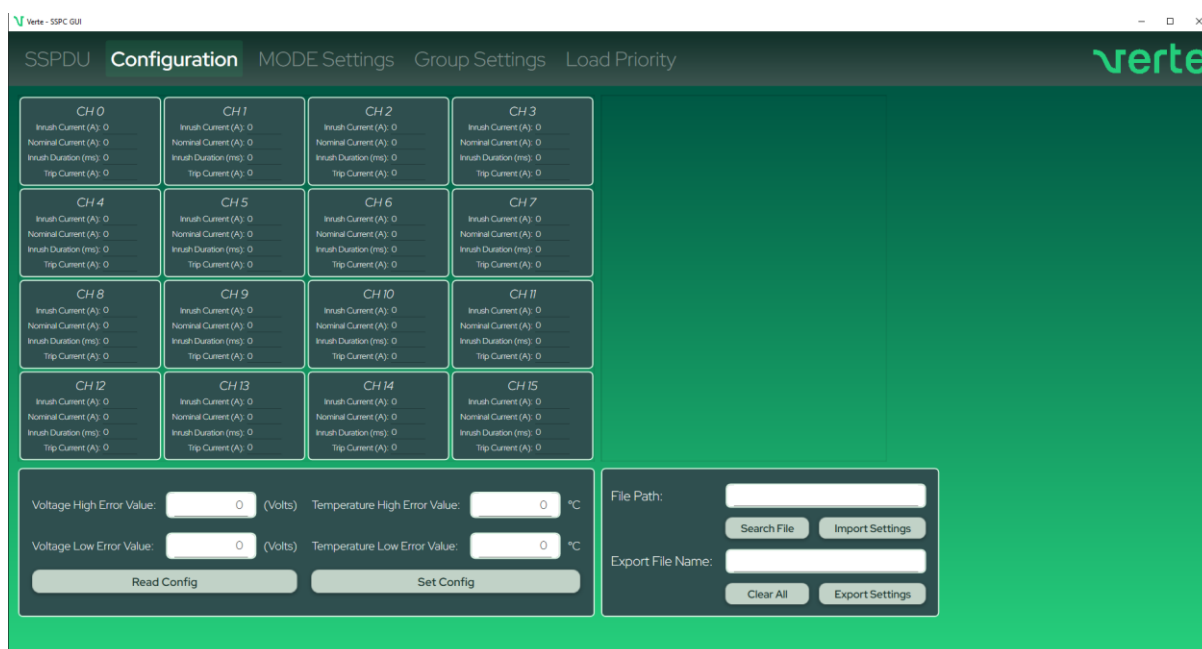 Verte - SSPC GUI
SSPDU Configuration MODE Settings Group Settings Load Priority
verte
CH 0 CH 1 CH 2 CH 3
Inrush Current (A): 0 Inrush Current (A): 0 Inrush Current (A): 0 Inrush Current (A): 0
Nominal Current (A): 0 Nominal Current (A): 0 Nominal Current (A): 0 Nominal Current (A): 0
Inrush Duration (ms): 0 Inrush Duration (ms): 0 Inrush Duration (ms): 0 Inrush Duration (ms): 0
Trip Current (A): 0 Trip Current (A): 0 Trip Current (A): 0 Trip Current (A): 0
CH 4 CH 5 CH 6 CH 7
Inrush Current (A): 0 Inrush Current (A): 0 Inrush Current (A): 0 Inrush Current (A): 0
Nominal Current (A): 0 Nominal Current (A): 0 Nominal Current (A): 0 Nominal Current (A): 0
Inrush Duration (ms): 0 Inrush Duration (ms): 0 Inrush Duration (ms): 0 Inrush Duration (ms): 0
Trip Current (A): 0 Trip Current (A): 0 Trip Current (A): 0 Trip Current (A): 0
CH 8 CH 9 CH 10 CH 11
Inrush Current (A): 0 Inrush Current (A): 0 Inrush Current (A): 0 Inrush Current (A): 0
Nominal Current (A): 0 Nominal Current (A): 0 Nominal Current (A): 0 Nominal Current (A): 0
Inrush Duration (ms): 0 Inrush Duration (ms): 0 Inrush Duration (ms): 0 Inrush Duration (ms): 0
Trip Current (A): 0 Trip Current (A): 0 Trip Current (A): 0 Trip Current (A): 0
CH 12 CH 13 CH 14 CH 15
Inrush Current (A): 0 Inrush Current (A): 0 Inrush Current (A): 0 Inrush Current (A): 0
Nominal Current (A): 0 Nominal Current (A): 0 Nominal Current (A): 0 Nominal Current (A): 0
Inrush Duration (ms): 0 Inrush Duration (ms): 0 Inrush Duration (ms): 0 Inrush Duration (ms): 0
Trip Current (A): 0 Trip Current (A): 0 Trip Current (A): 0 Trip Current (A): 0
Voltage High Error Value: 0 (Volts) Temperature High Error Value: 0 °C
Voltage Low Error Value: 0 (Volts) Temperature Low Error Value: 0 °C
Read Config Set Config
File Path:
Search File Import Settings
Export File Name:
Clear All Export Settings